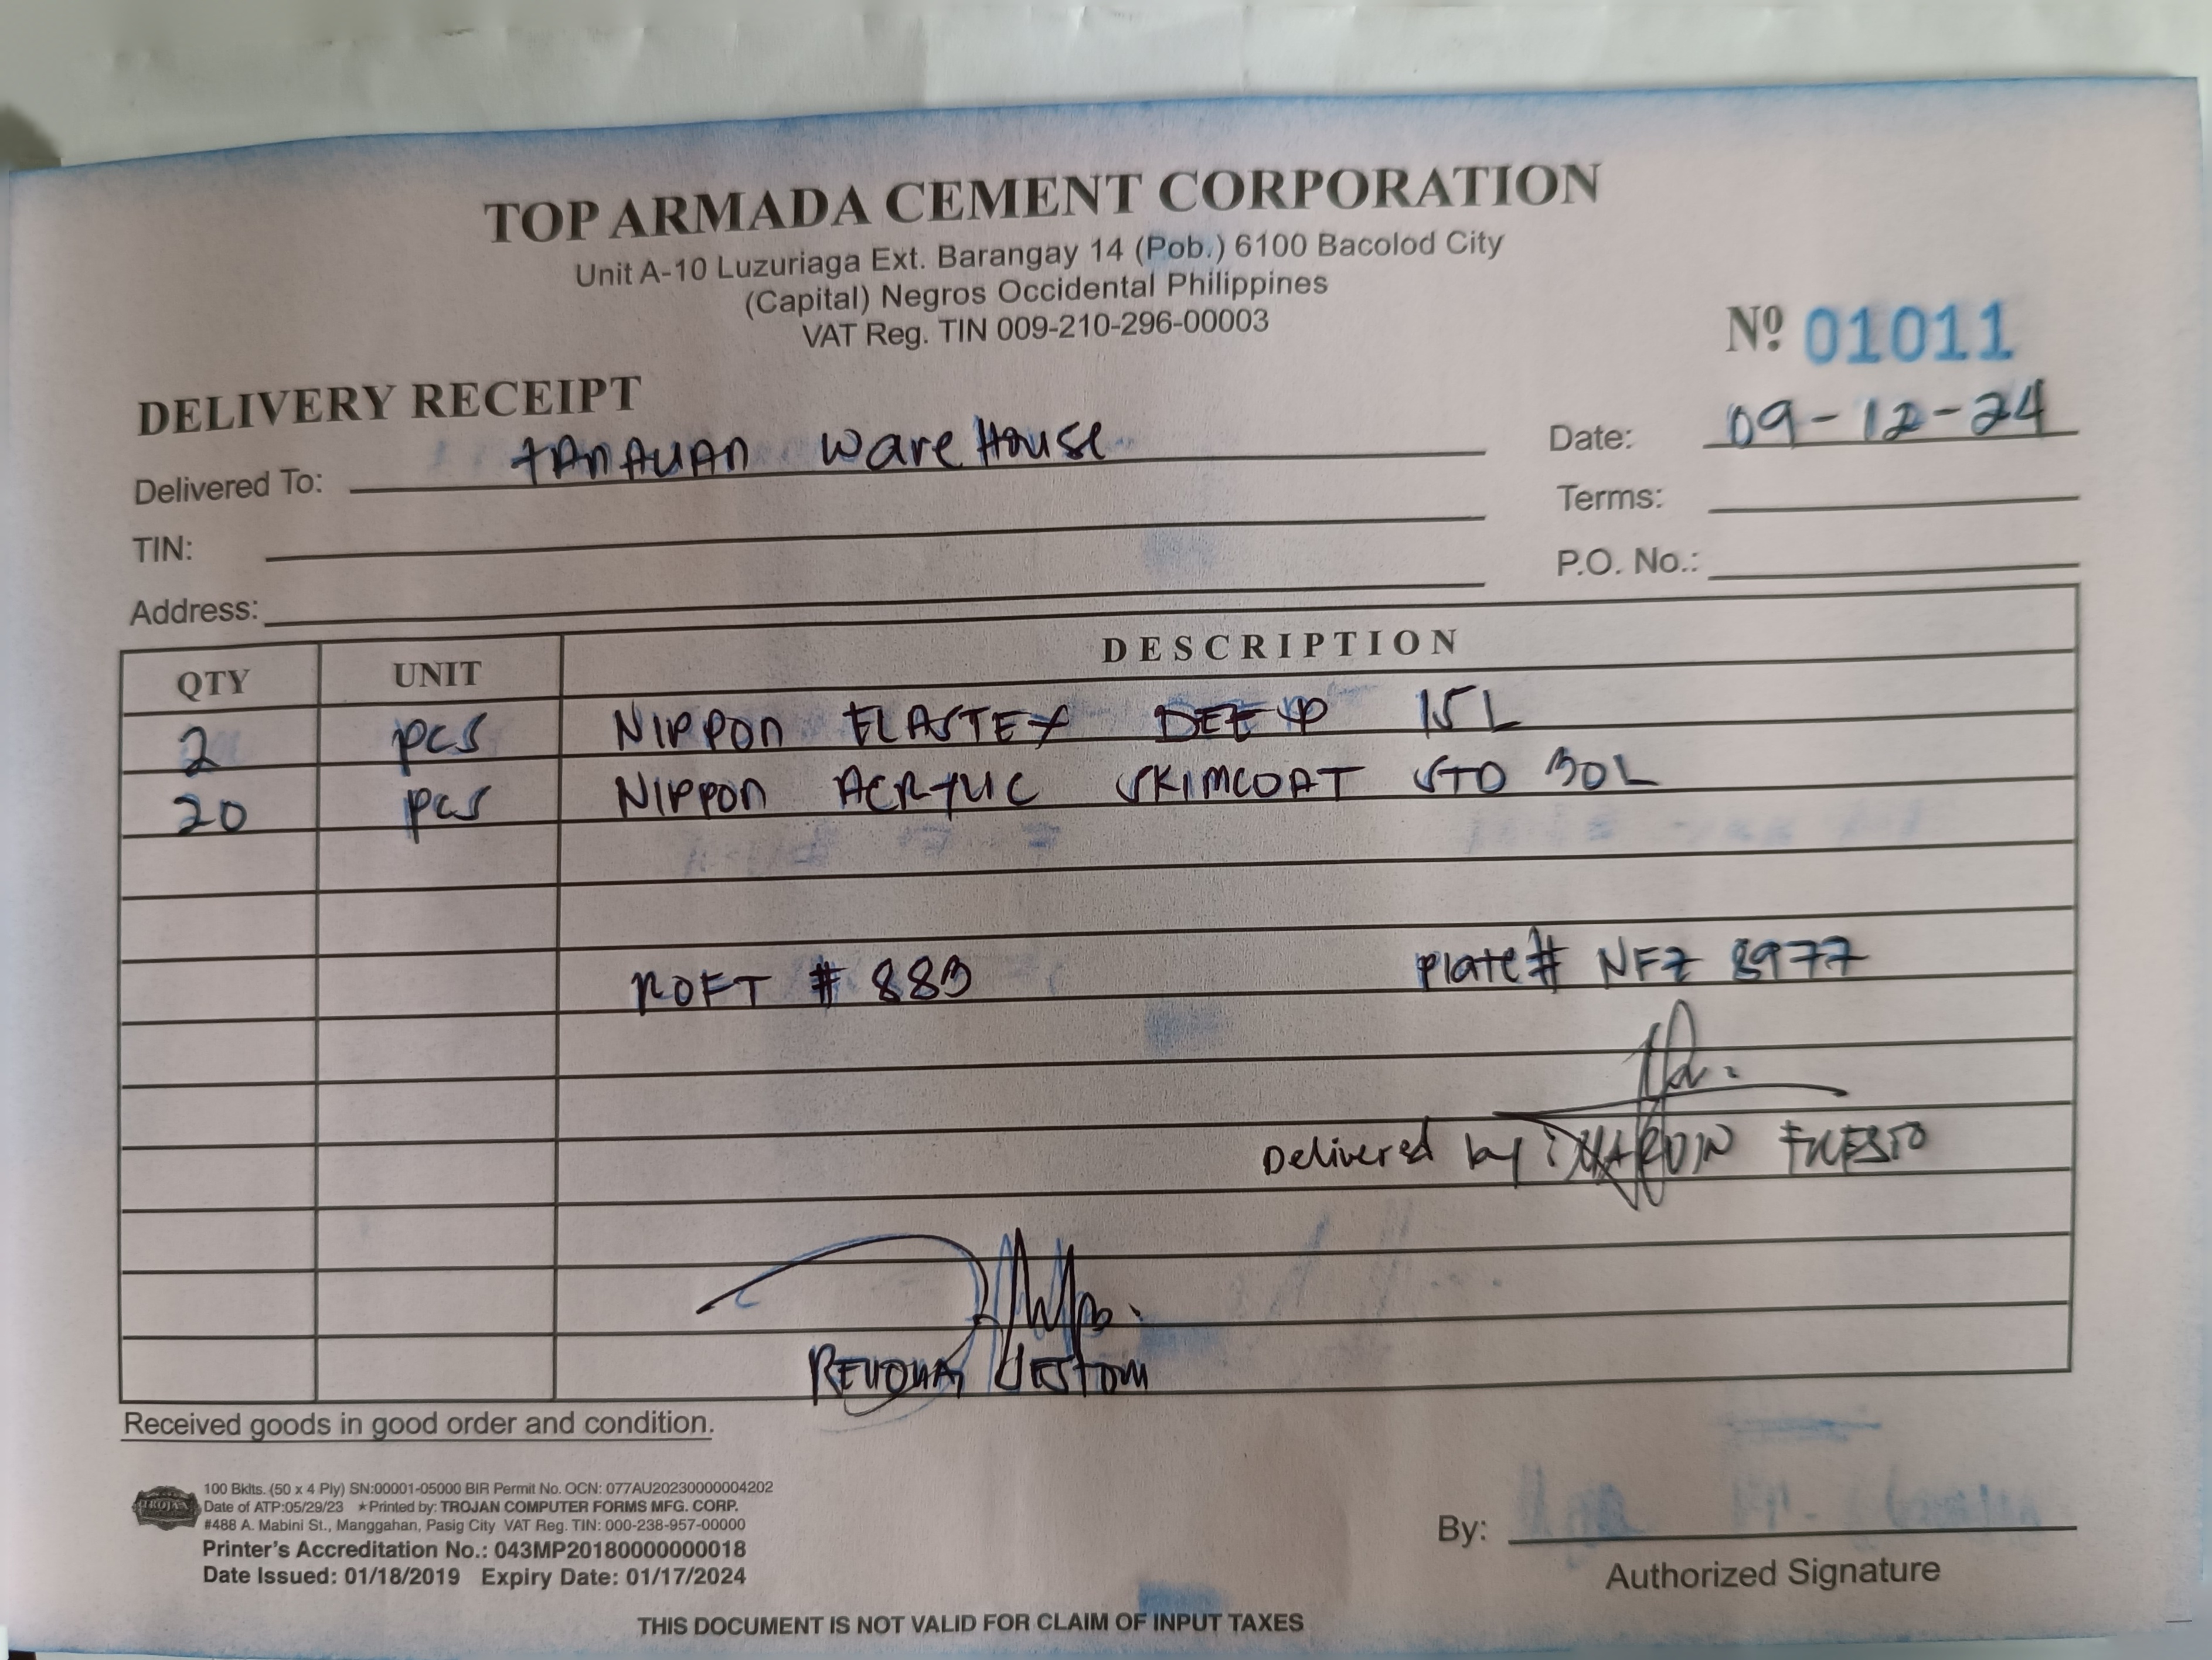 TOP ARMADA CEMENT CORPORATION
Unit A-10 Luzuriaga Ext. Barangay 14 (Pob.) 6100 Bacolod City
(Capital) Negros Occidental Philippines
VAT Reg. TIN 009-210-296-00003
Nº 01011
DELIVERY RECEIPT
Delivered To: tANAUAN WareHouse
Date: 09-12-24
TIN:
Terms:
Address:
P.O. No.:
QTY UNIT DESCRIPTION
2 pcs NIPPON ELASTEX DEEP 15L
20 pcs NIPPON ACRYLIC SKIMCOAT STD 30L
ROFT # 883 Plate# NFZ 8977
Delivered by:
Received goods in good order and condition.
100 Bklts. (50 x 4 Ply) SN:00001-05000 BIR Permit No. OCN: 077AU20230000004202
TROJAN Date of ATP:05/29/23 ★Printed by: TROJAN COMPUTER FORMS MFG. CORP.
#488 A. Mabini St., Manggahan, Pasig City VAT Reg. TIN: 000-238-957-00000
Printer's Accreditation No.: 043MP20180000000018
Date Issued: 01/18/2019 Expiry Date: 01/17/2024
By:
Authorized Signature
THIS DOCUMENT IS NOT VALID FOR CLAIM OF INPUT TAXES